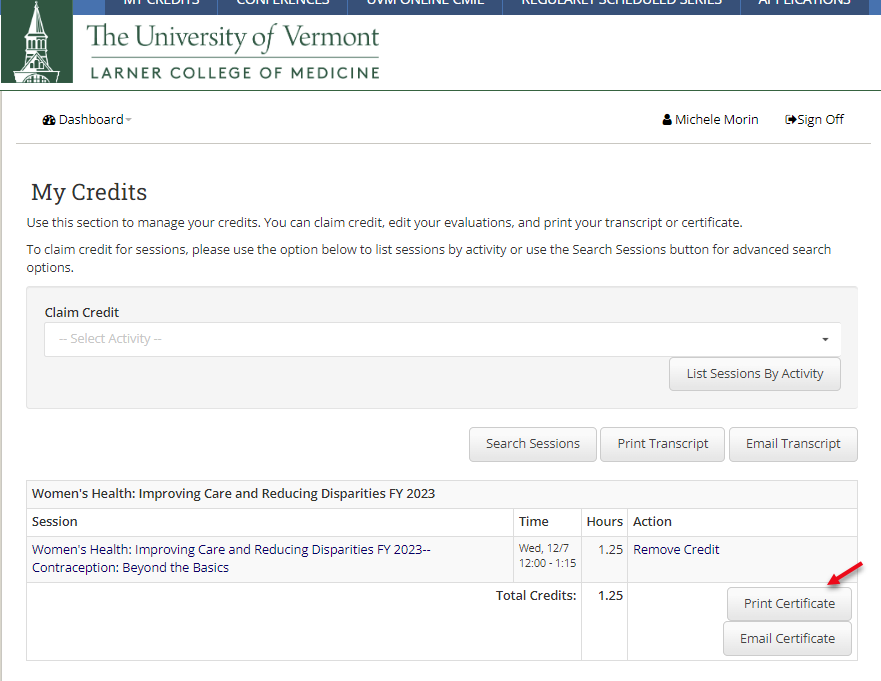 MY CREDITS CONFERENCES UVM ONLINE CMIE REGULARLY SCHEDULED SERIES APPLICATIONS
The University of Vermont
LARNER COLLEGE OF MEDICINE
Dashboard
Michele Morin Sign Off
My Credits
Use this section to manage your credits. You can claim credit, edit your evaluations, and print your transcript or certificate.
To claim credit for sessions, please use the option below to list sessions by activity or use the Search Sessions button for advanced search
options.
Claim Credit
-- Select Activity --
List Sessions By Activity
Search Sessions Print Transcript Email Transcript
Women's Health: Improving Care and Reducing Disparities FY 2023
Session Time Hours Action
Women's Health: Improving Care and Reducing Disparities FY 2023-- Wed, 12/7 1.25 Remove Credit
Contraception: Beyond the Basics 12:00 - 1:15
Total Credits: 1.25 Print Certificate
Email Certificate